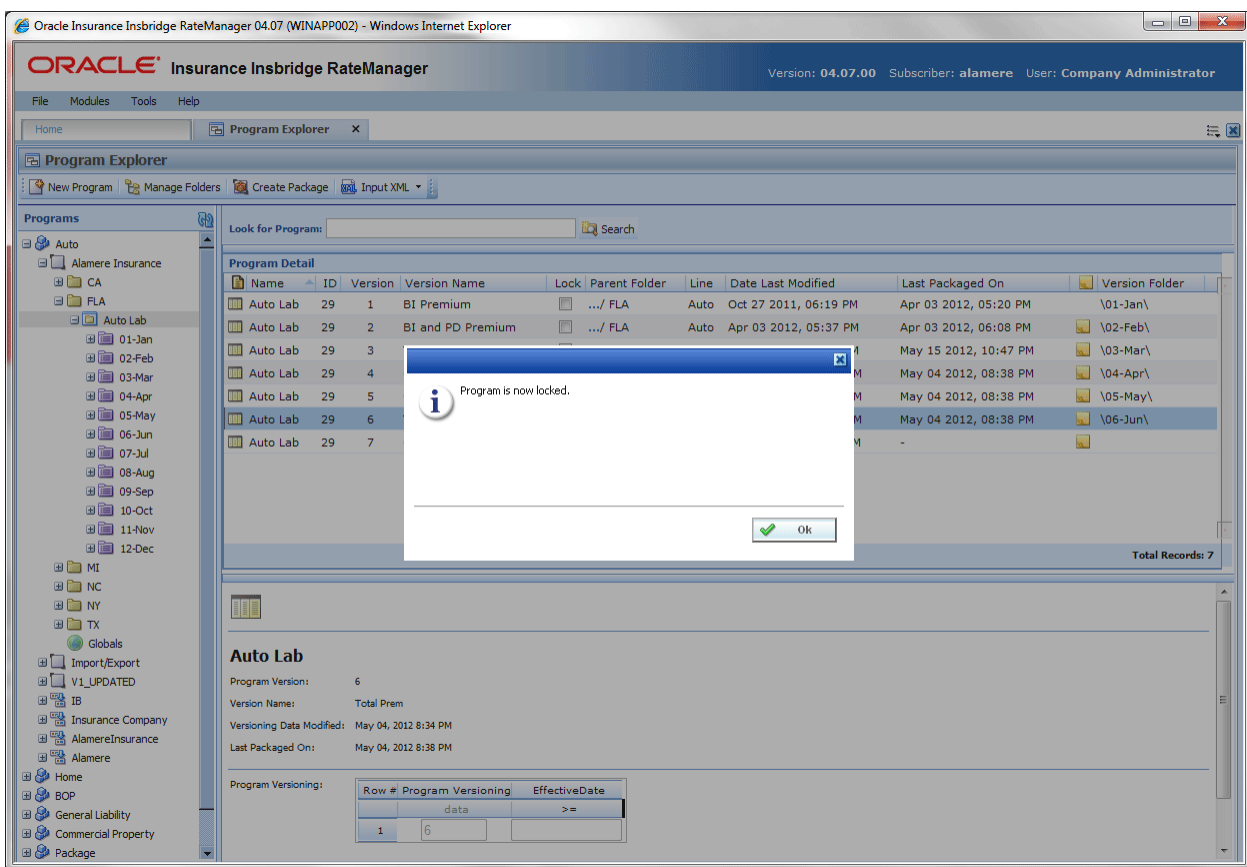 Oracle Insurance Insbridge RateManager 04.07 (WINAPP002) - Windows Internet Explorer
ORACLE Insurance Insbridge RateManager
Version: 04.07.00 Subscriber: alamere User: Company Administrator
File Modules Tools Help
Home Program Explorer x
Program Explorer
New Program Manage Folders Create Package Input XML
Programs
Auto
Alamere Insurance
CA
FLA
Auto Lab
01-Jan
02-Feb
03-Mar
04-Apr
05-May
06-Jun
07-Jul
08-Aug
09-Sep
10-Oct
11-Nov
12-Dec
MI
NC
NY
TX
Globals
Import/Export
V1_UPDATED
IB
Insurance Company
AlamereInsurance
Alamere
Home
BOP
General Liability
Commercial Property
Package
Look for Program: Search
Program Detail
Name ID Version Version Name Lock Parent Folder Line Date Last Modified Last Packaged On Version Folder
Auto Lab 29 1 BI Premium .../ FLA Auto Oct 27 2011, 06:19 PM Apr 03 2012, 05:20 PM \01-Jan\
Auto Lab 29 2 BI and PD Premium .../ FLA Auto Apr 03 2012, 05:37 PM Apr 03 2012, 06:08 PM \02-Feb\
Auto Lab 29 3 May 15 2012, 10:47 PM \03-Mar\
Auto Lab 29 4 May 04 2012, 08:38 PM \04-Apr\
Auto Lab 29 5 May 04 2012, 08:38 PM \05-May\
Auto Lab 29 6 May 04 2012, 08:38 PM \06-Jun\
Auto Lab 29 7 -
Program is now locked.
Ok
Total Records: 7
Auto Lab
Program Version: 6
Version Name: Total Prem
Versioning Data Modified: May 04, 2012 8:34 PM
Last Packaged On: May 04, 2012 8:38 PM
Program Versioning:
Row # Program Versioning EffectiveDate
data >=
1 6